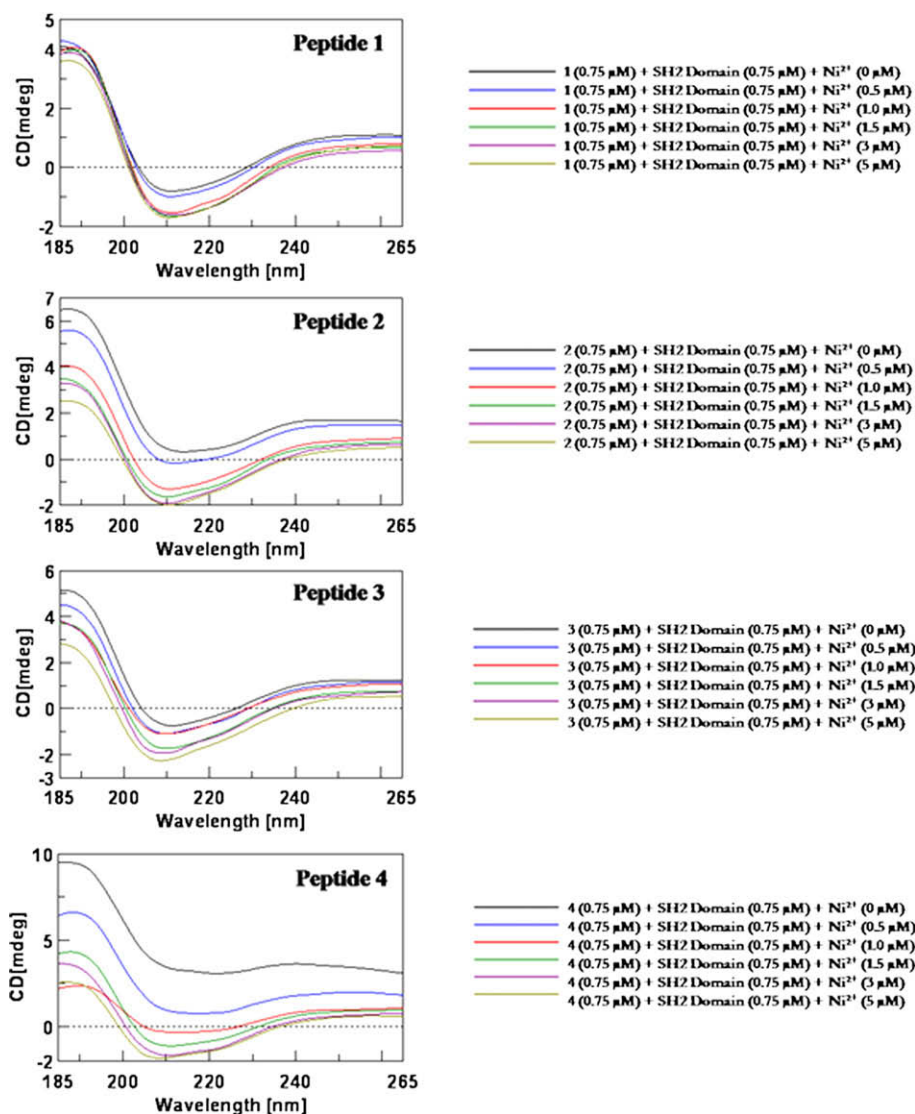 Peptide 1
CD[mdeg]
5
4
2
0
-2
185 200 220 240 265
Wavelength [nm]
1 (0.75 µM) + SH2 Domain (0.75 µM) + Ni²⁺ (0 µM)
1 (0.75 µM) + SH2 Domain (0.75 µM) + Ni²⁺ (0.5 µM)
1 (0.75 µM) + SH2 Domain (0.75 µM) + Ni²⁺ (1.0 µM)
1 (0.75 µM) + SH2 Domain (0.75 µM) + Ni²⁺ (1.5 µM)
1 (0.75 µM) + SH2 Domain (0.75 µM) + Ni²⁺ (3 µM)
1 (0.75 µM) + SH2 Domain (0.75 µM) + Ni²⁺ (5 µM)
Peptide 2
CD[mdeg]
7
6
4
2
0
-2
185 200 220 240 265
Wavelength [nm]
2 (0.75 µM) + SH2 Domain (0.75 µM) + Ni²⁺ (0 µM)
2 (0.75 µM) + SH2 Domain (0.75 µM) + Ni²⁺ (0.5 µM)
2 (0.75 µM) + SH2 Domain (0.75 µM) + Ni²⁺ (1.0 µM)
2 (0.75 µM) + SH2 Domain (0.75 µM) + Ni²⁺ (1.5 µM)
2 (0.75 µM) + SH2 Domain (0.75 µM) + Ni²⁺ (3 µM)
2 (0.75 µM) + SH2 Domain (0.75 µM) + Ni²⁺ (5 µM)
Peptide 3
CD[mdeg]
6
4
2
0
-2
-3
185 200 220 240 265
Wavelength [nm]
3 (0.75 µM) + SH2 Domain (0.75 µM) + Ni²⁺ (0 µM)
3 (0.75 µM) + SH2 Domain (0.75 µM) + Ni²⁺ (0.5 µM)
3 (0.75 µM) + SH2 Domain (0.75 µM) + Ni²⁺ (1.0 µM)
3 (0.75 µM) + SH2 Domain (0.75 µM) + Ni²⁺ (1.5 µM)
3 (0.75 µM) + SH2 Domain (0.75 µM) + Ni²⁺ (3 µM)
3 (0.75 µM) + SH2 Domain (0.75 µM) + Ni²⁺ (5 µM)
Peptide 4
CD[mdeg]
10
5
0
-2
185 200 220 240 265
Wavelength [nm]
4 (0.75 µM) + SH2 Domain (0.75 µM) + Ni²⁺ (0 µM)
4 (0.75 µM) + SH2 Domain (0.75 µM) + Ni²⁺ (0.5 µM)
4 (0.75 µM) + SH2 Domain (0.75 µM) + Ni²⁺ (1.0 µM)
4 (0.75 µM) + SH2 Domain (0.75 µM) + Ni²⁺ (1.5 µM)
4 (0.75 µM) + SH2 Domain (0.75 µM) + Ni²⁺ (3 µM)
4 (0.75 µM) + SH2 Domain (0.75 µM) + Ni²⁺ (5 µM)